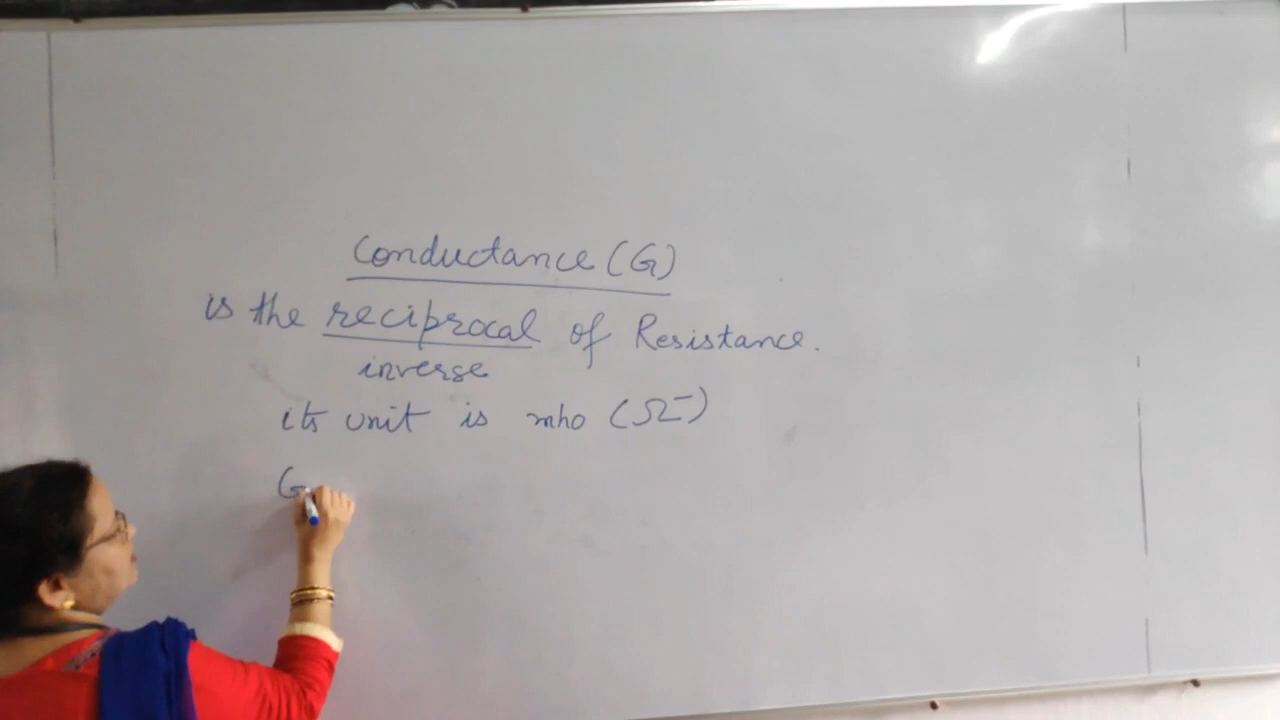 Conductance (G)
is the reciprocal of Resistance.
inverse
its unit is mho (Ω⁻)
G